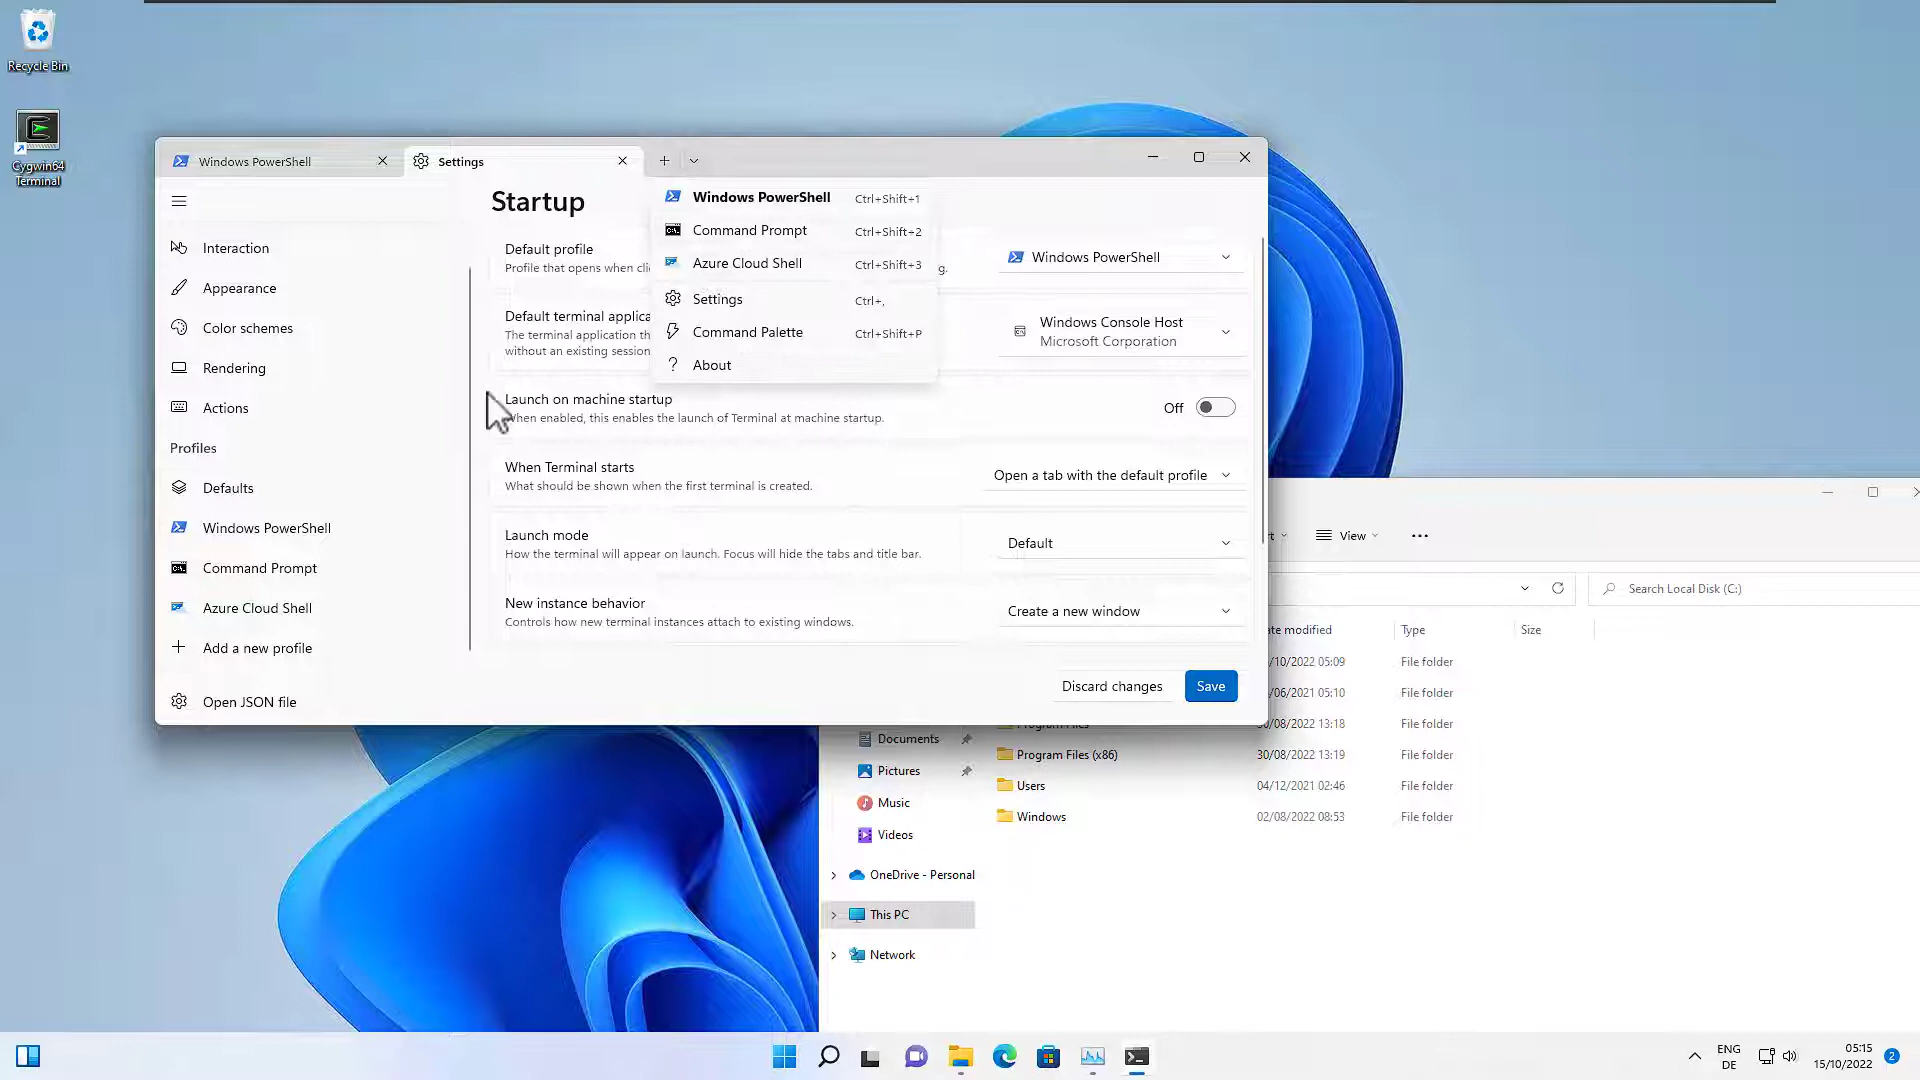 Recycle Bin
Cygwin64
Terminal
Windows PowerShell
Settings
Interaction
Appearance
Color schemes
Rendering
Actions
Profiles
Defaults
Windows PowerShell
Command Prompt
Azure Cloud Shell
Add a new profile
Open JSON file
Startup
Default profile
Profile that opens when cli
g.
Windows PowerShell
Default terminal applica
The terminal application th
without an existing session
Windows Console Host
Microsoft Corporation
Windows PowerShell Ctrl+Shift+1
Command Prompt Ctrl+Shift+2
Azure Cloud Shell Ctrl+Shift+3
Settings Ctrl+,
Command Palette Ctrl+Shift+P
About
Launch on machine startup
When enabled, this enables the launch of Terminal at machine startup.
Off
When Terminal starts
What should be shown when the first terminal is created.
Open a tab with the default profile
Launch mode
How the terminal will appear on launch. Focus will hide the tabs and title bar.
Default
New instance behavior
Controls how new terminal instances attach to existing windows.
Create a new window
Discard changes
Save
rt
View
Search Local Disk (C:)
ate modified Type Size
/10/2022 05:09 File folder
/06/2021 05:10 File folder
Program Files 30/08/2022 13:18 File folder
Program Files (x86) 30/08/2022 13:19 File folder
Users 04/12/2021 02:46 File folder
Windows 02/08/2022 08:53 File folder
Documents
Pictures
Music
Videos
OneDrive - Personal
This PC
Network
ENG
DE
05:15
15/10/2022
2